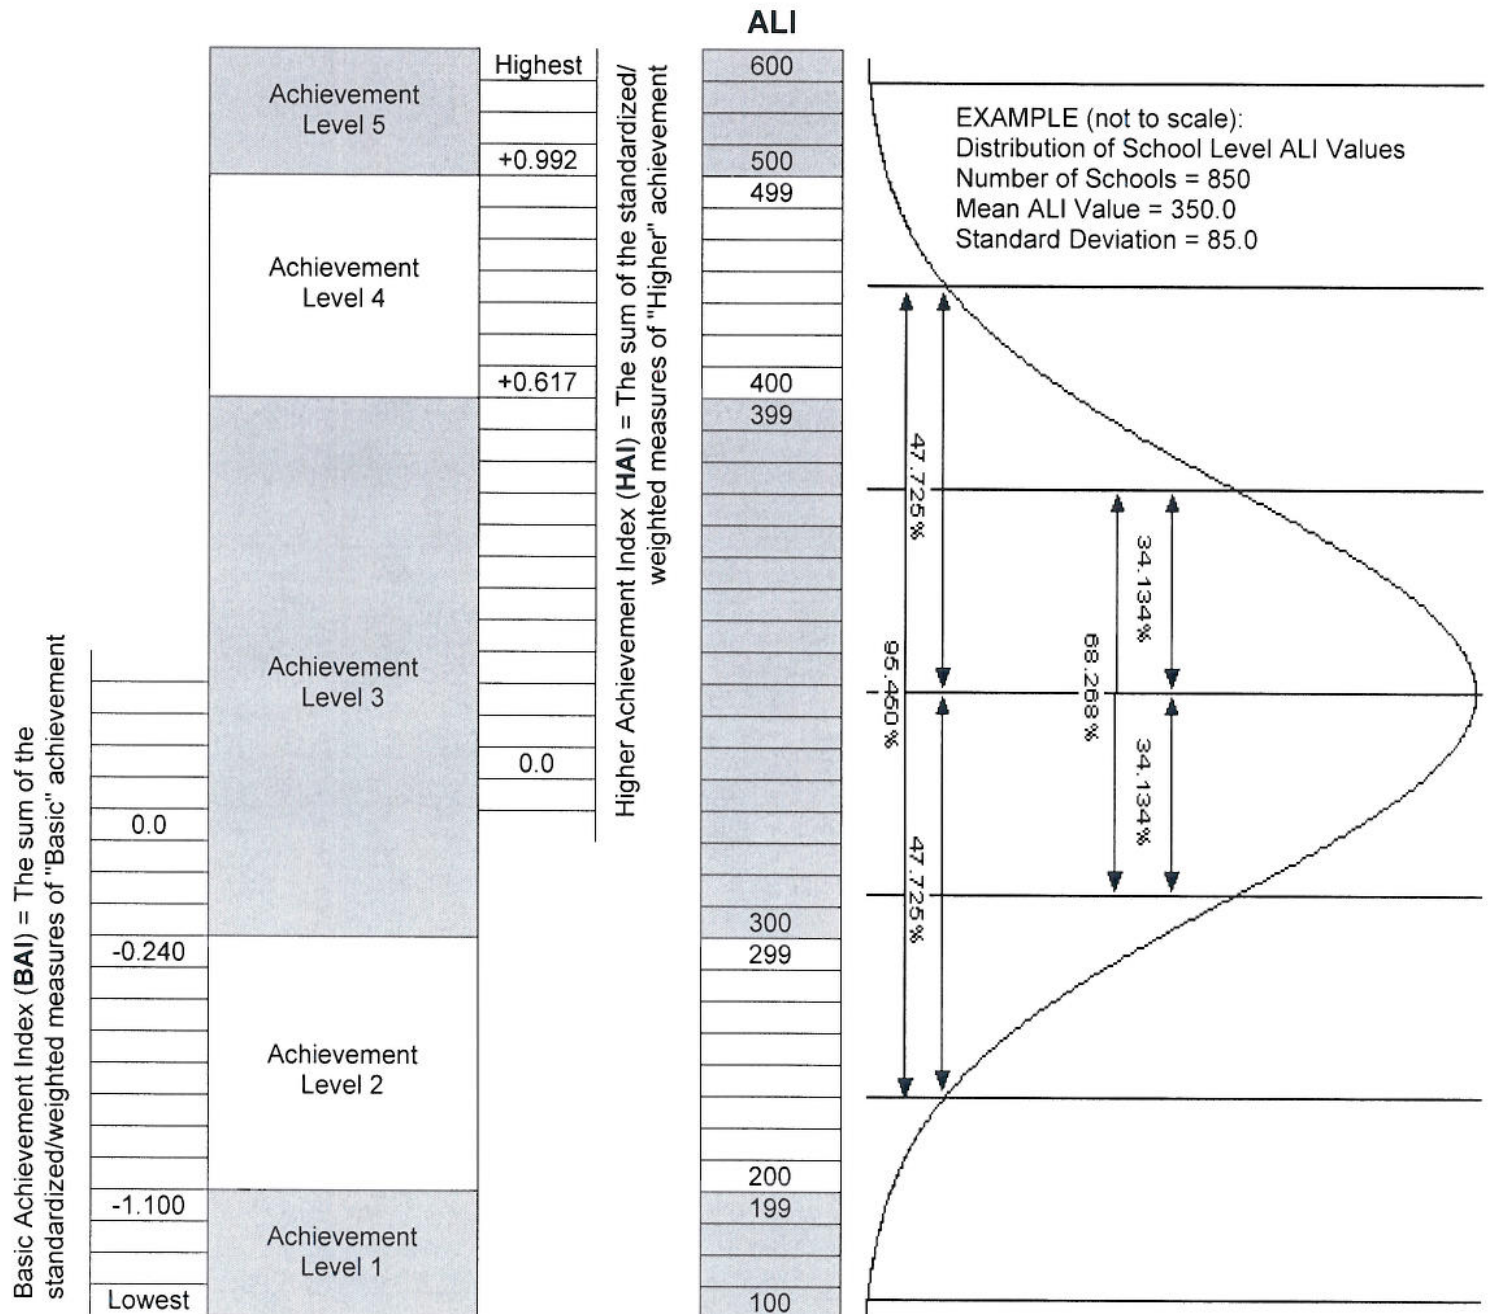 ALI
Highest
+0.992
+0.617
0.0
Achievement
Level 5
Achievement
Level 4
Achievement
Level 3
Achievement
Level 2
Achievement
Level 1
0.0
-0.240
-1.100
Lowest
Basic Achievement Index (BAI) = The sum of the
standardized/weighted measures of "Basic" achievement
Higher Achievement Index (HAI) = The sum of the standardized/
weighted measures of "Higher" achievement
600
500
499
400
399
300
299
200
199
100
EXAMPLE (not to scale):
Distribution of School Level ALI Values
Number of Schools = 850
Mean ALI Value = 350.0
Standard Deviation = 85.0
47.725%
34.134%
95.450%
68.268%
34.134%
47.725%